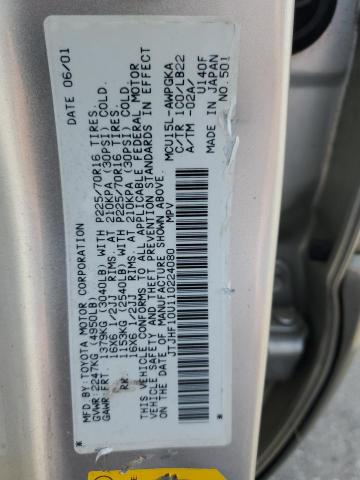 MFD. BY: TOYOTA MOTOR CORPORATION DATE 06/01
GVWR: 2247KG (4950LB)
GAWR: FRT. 1379KG (3040LB) WITH P225/70R16 TIRES.
16X6 1/2JJ RIMS. AT 210KPA (30PSI) COLD.
RR. 1153KG (2540LB) WITH P225/70R16 TIRES.
16X6 1/2JJ RIMS. AT 210KPA (30PSI) COLD.
THIS VEHICLE CONFORMS TO ALL APPLICABLE FEDERAL MOTOR
VEHICLE SAFETY AND THEFT PREVENTION STANDARDS IN EFFECT
ON THE DATE OF MANUFACTURE SHOWN ABOVE.
* JTJHF10U110224080 * MPV
MCU15L-AWPGKA
C/TR 1C0/LB22
A/TM -02A/
U140F
MADE IN JAPAN
NO.501